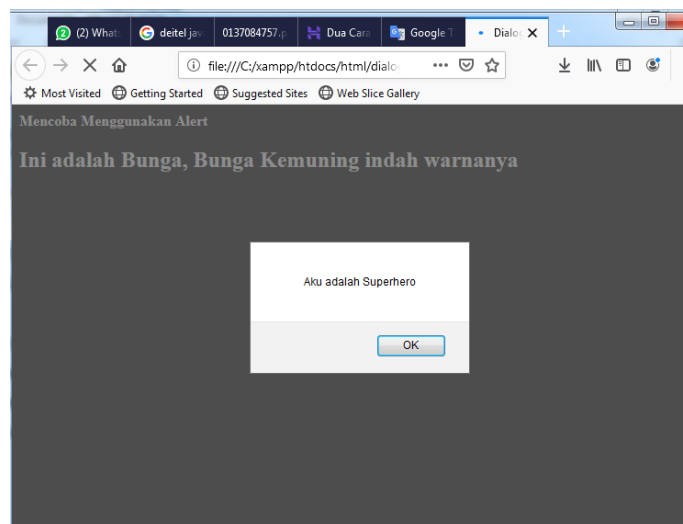 (2) What
deitel jav
0137084757.p
Dua Cara
Google T
Dialog
file:///C:/xampp/htdocs/html/dialo
Most Visited Getting Started Suggested Sites Web Slice Gallery
Mencoba Menggunakan Alert
Ini adalah Bunga, Bunga Kemuning indah warnanya
Aku adalah Superhero
OK